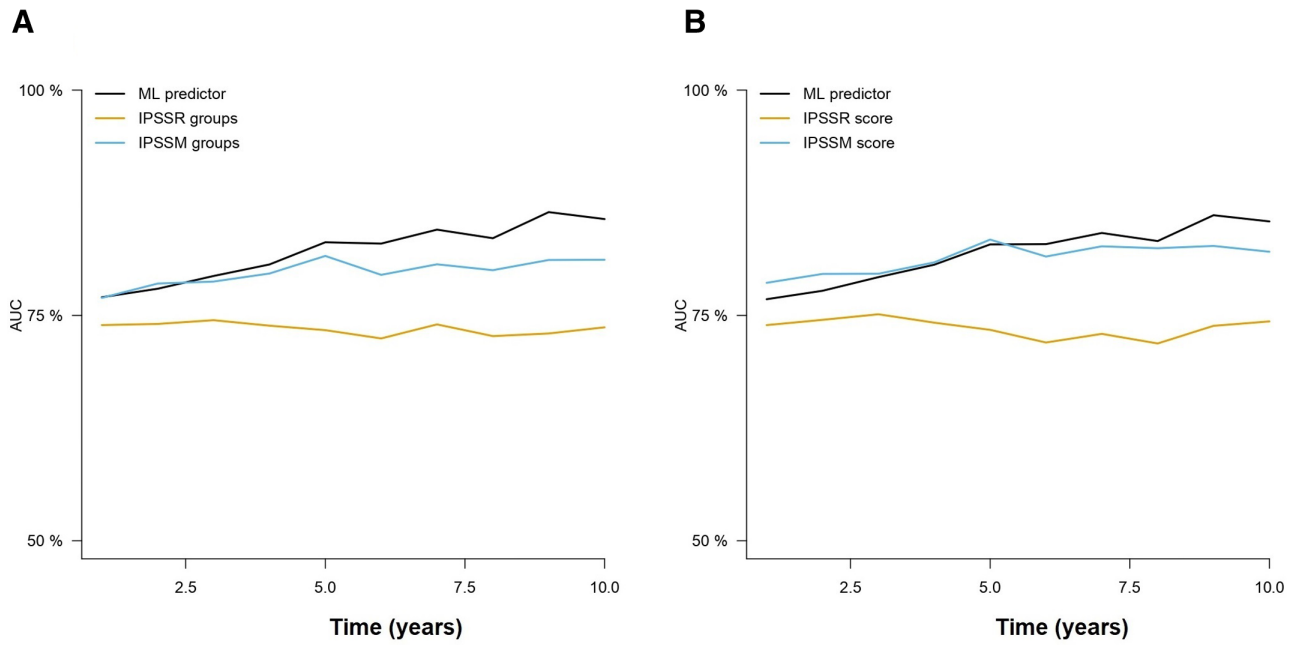 A
100 %
75 %
50 %
AUC
ML predictor
IPSSR groups
IPSSM groups
2.5 5.0 7.5 10.0
Time (years)
B
100 %
75 %
50 %
AUC
ML predictor
IPSSR score
IPSSM score
2.5 5.0 7.5 10.0
Time (years)